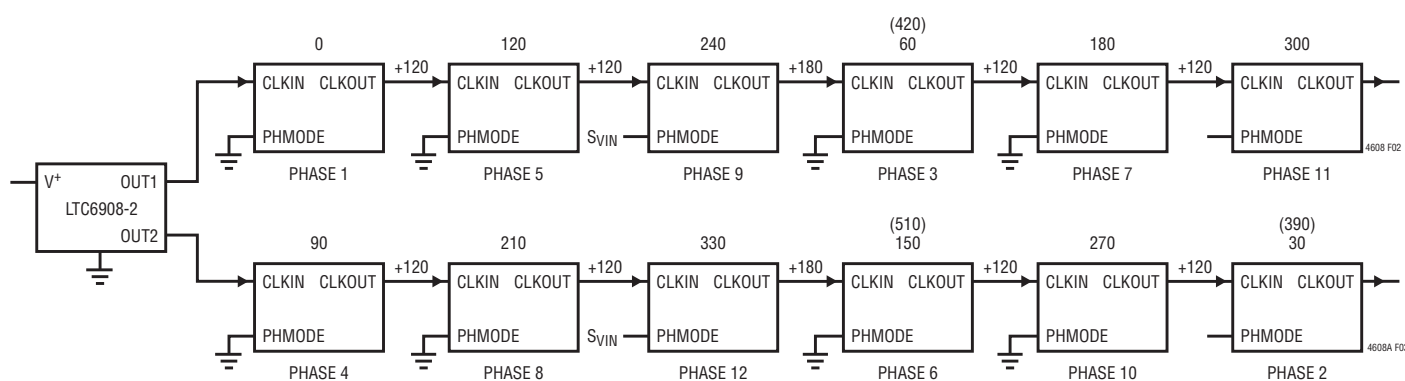 (420)
0 120 240 60 180 300
CLKIN CLKOUT +120 CLKIN CLKOUT +120 CLKIN CLKOUT +180 CLKIN CLKOUT +120 CLKIN CLKOUT +120 CLKIN CLKOUT
PHMODE PHMODE SVIN PHMODE PHMODE PHMODE PHMODE 4608 F02
PHASE 1 PHASE 5 PHASE 9 PHASE 3 PHASE 7 PHASE 11
V+ OUT1
LTC6908-2
OUT2
(510) (390)
90 210 330 150 270 30
CLKIN CLKOUT +120 CLKIN CLKOUT +120 CLKIN CLKOUT +180 CLKIN CLKOUT +120 CLKIN CLKOUT +120 CLKIN CLKOUT
PHMODE PHMODE SVIN PHMODE PHMODE PHMODE PHMODE
PHASE 4 PHASE 8 PHASE 12 PHASE 6 PHASE 10 PHASE 2